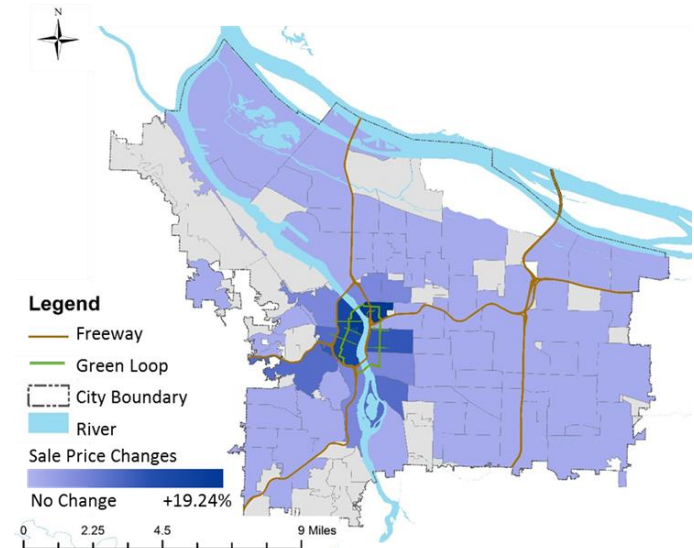 N
Legend
Freeway
Green Loop
City Boundary
River
Sale Price Changes
No Change +19.24%
0 2.25 4.5 9 Miles